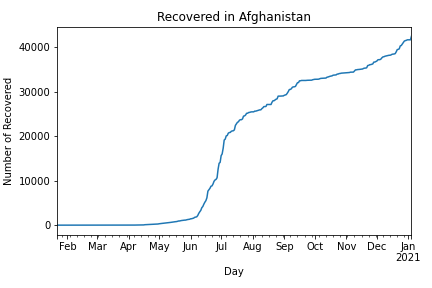 Recovered in Afghanistan
Number of Recovered
40000
30000
20000
10000
0
Feb Mar Apr May Jun Jul Aug Sep Oct Nov Dec Jan
2021
Day